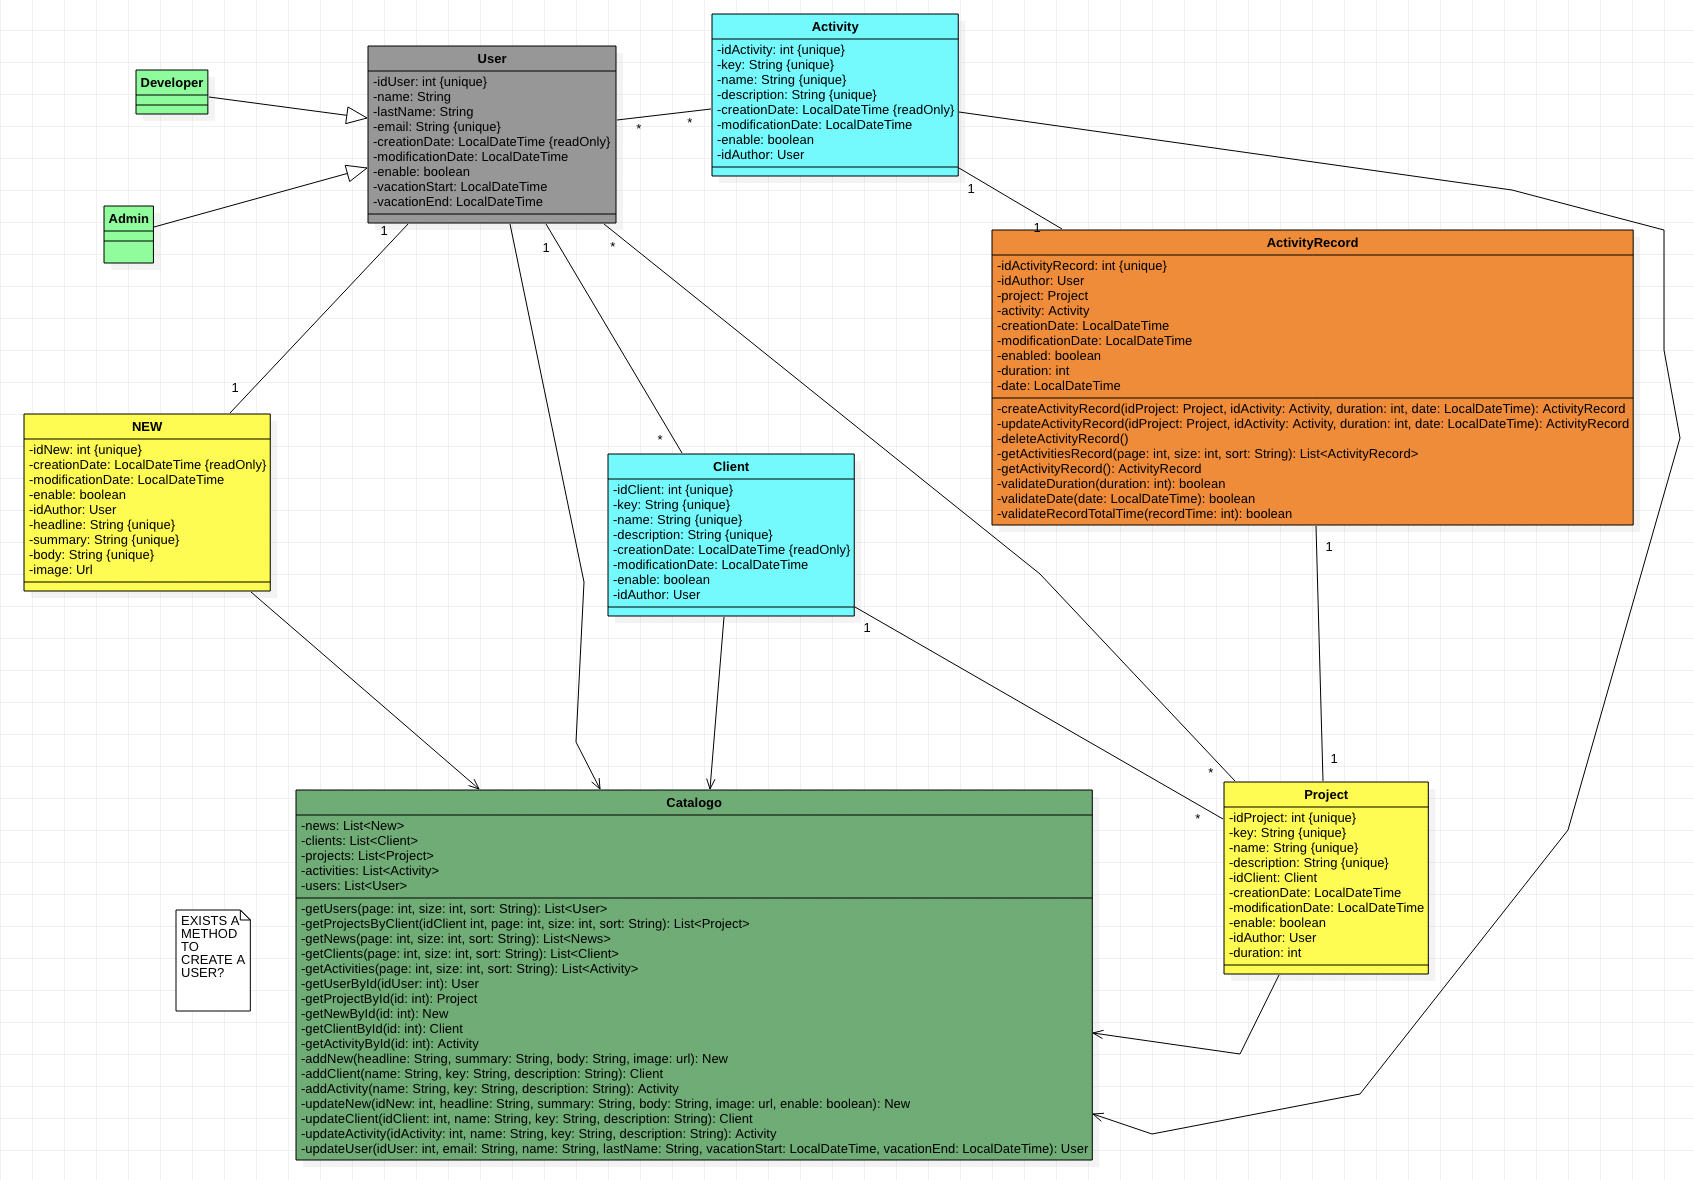 Developer
Admin
User
-idUser: int {unique}
-name: String
-lastName: String
-email: String {unique}
-creationDate: LocalDateTime {readOnly}
-modificationDate: LocalDateTime
-enable: boolean
-vacationStart: LocalDateTime
-vacationEnd: LocalDateTime
*
*
Activity
-idActivity: int {unique}
-key: String {unique}
-name: String {unique}
-description: String {unique}
-creationDate: LocalDateTime {readOnly}
-modificationDate: LocalDateTime
-enable: boolean
-idAuthor: User
1
1
1
1
*
1
*
ActivityRecord
-idActivityRecord: int {unique}
-idAuthor: User
-project: Project
-activity: Activity
-creationDate: LocalDateTime
-modificationDate: LocalDateTime
-enabled: boolean
-duration: int
-date: LocalDateTime
-createActivityRecord(idProject: Project, idActivity: Activity, duration: int, date: LocalDateTime): ActivityRecord
-updateActivityRecord(idProject: Project, idActivity: Activity, duration: int, date: LocalDateTime): ActivityRecord
-deleteActivityRecord()
-getActivitiesRecord(page: int, size: int, sort: String): List<ActivityRecord>
-getActivityRecord(): ActivityRecord
-validateDuration(duration: int): boolean
-validateDate(date: LocalDateTime): boolean
-validateRecordTotalTime(recordTime: int): boolean
NEW
-idNew: int {unique}
-creationDate: LocalDateTime {readOnly}
-modificationDate: LocalDateTime
-enable: boolean
-idAuthor: User
-headline: String {unique}
-summary: String {unique}
-body: String {unique}
-image: Url
Client
-idClient: int {unique}
-key: String {unique}
-name: String {unique}
-description: String {unique}
-creationDate: LocalDateTime {readOnly}
-modificationDate: LocalDateTime
-enable: boolean
-idAuthor: User
1
1
1
*
*
Catalogo
-news: List<New>
-clients: List<Client>
-projects: List<Project>
-activities: List<Activity>
-users: List<User>
-getUsers(page: int, size: int, sort: String): List<User>
-getProjectsByClient(idClient int, page: int, size: int, sort: String): List<Project>
-getNews(page: int, size: int, sort: String): List<News>
-getClients(page: int, size: int, sort: String): List<Client>
-getActivities(page: int, size: int, sort: String): List<Activity>
-getUserById(idUser: int): User
-getProjectById(id: int): Project
-getNewById(id: int): New
-getClientById(id: int): Client
-getActivityById(id: int): Activity
-addNew(headline: String, summary: String, body: String, image: url): New
-addClient(name: String, key: String, description: String): Client
-addActivity(name: String, key: String, description: String): Activity
-updateNew(idNew: int, headline: String, summary: String, body: String, image: url, enable: boolean): New
-updateClient(idClient: int, name: String, key: String, description: String): Client
-updateActivity(idActivity: int, name: String, key: String, description: String): Activity
-updateUser(idUser: int, email: String, name: String, lastName: String, vacationStart: LocalDateTime, vacationEnd: LocalDateTime): User
Project
-idProject: int {unique}
-key: String {unique}
-name: String {unique}
-description: String {unique}
-idClient: Client
-creationDate: LocalDateTime
-modificationDate: LocalDateTime
-enable: boolean
-idAuthor: User
-duration: int
EXISTS A
METHOD
TO
CREATE A
USER?